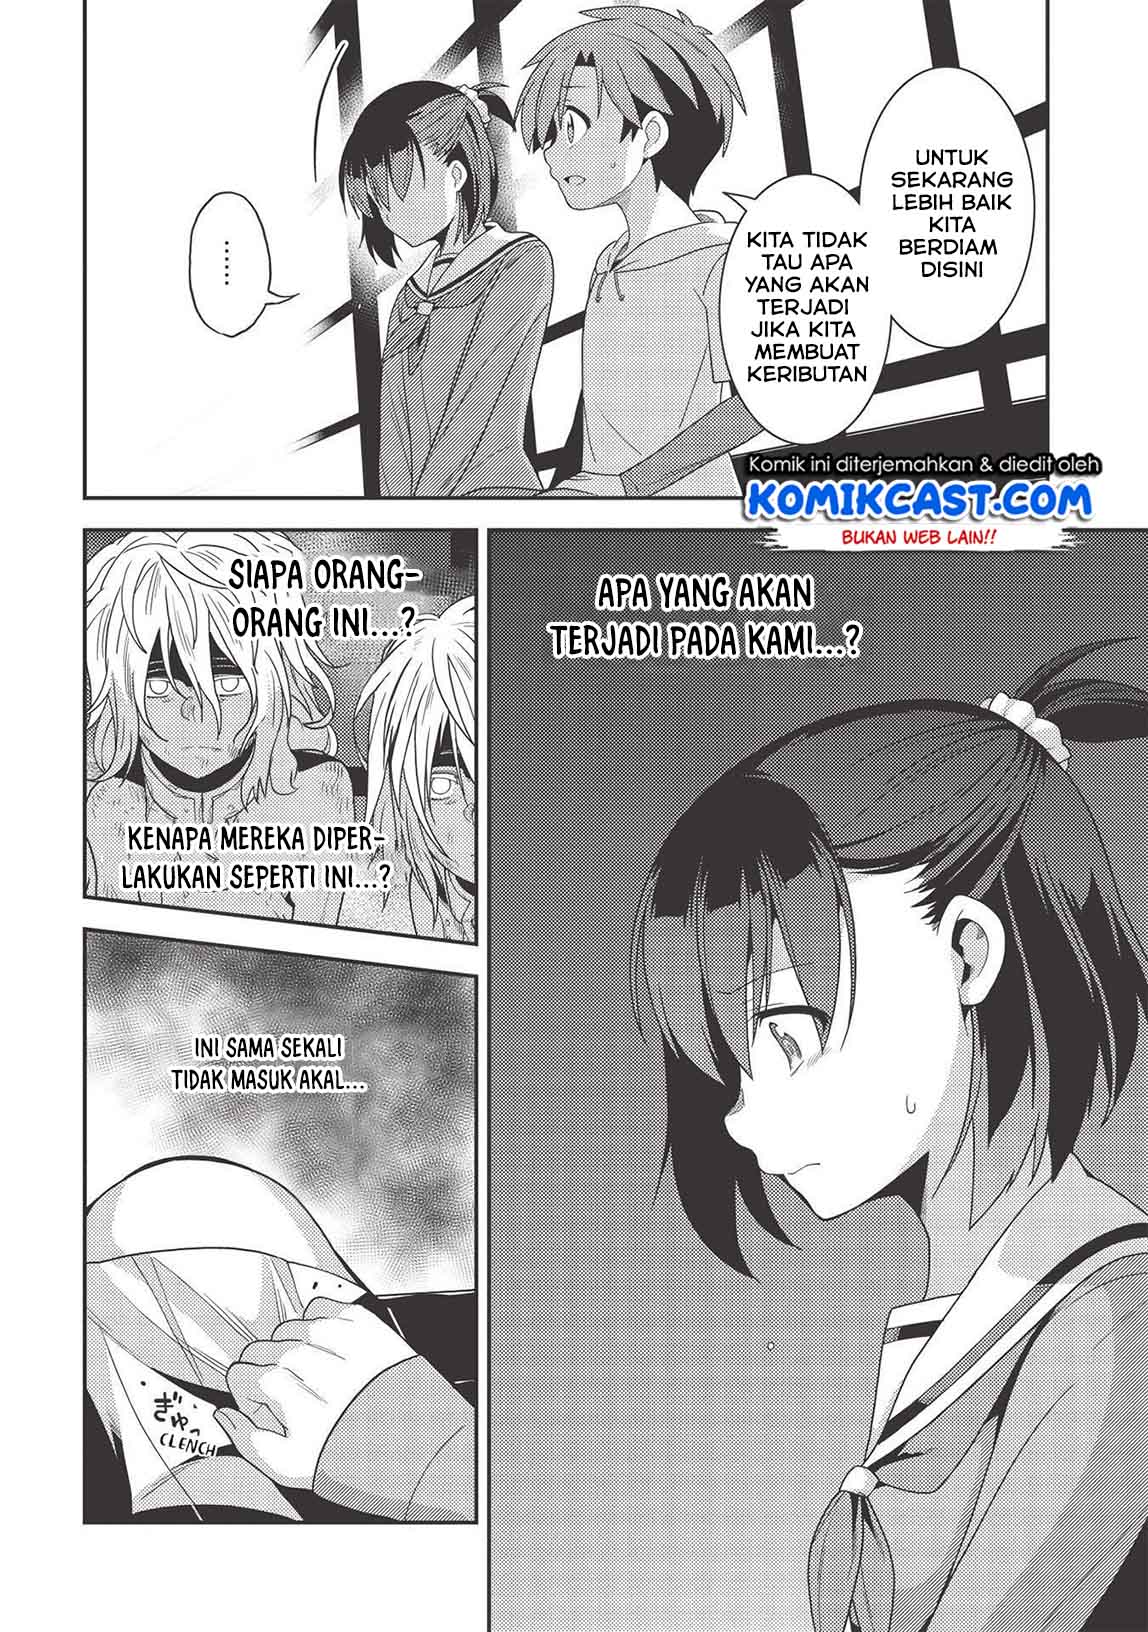 UNTUK
SEKARANG
LEBIH BAIK
KITA
BERDIAM
DISINI
KITA TIDAK
TAU APA
YANG AKAN
TERJADI
JIKA KITA
MEMBUAT
KERIBUTAN
......
Komik ini diterjemahkan & diedit oleh
KOMIKCAST.COM
BUKAN WEB LAIN!!
APA YANG AKAN
TERJADI PADA KAMI...?
SIAPA ORANG-
ORANG INI...?
KENAPA MEREKA DIPER-
LAKUKAN SEPERTI INI...?
INI SAMA SEKALI
TIDAK MASUK AKAL...
ぎゅっ
CLENCH